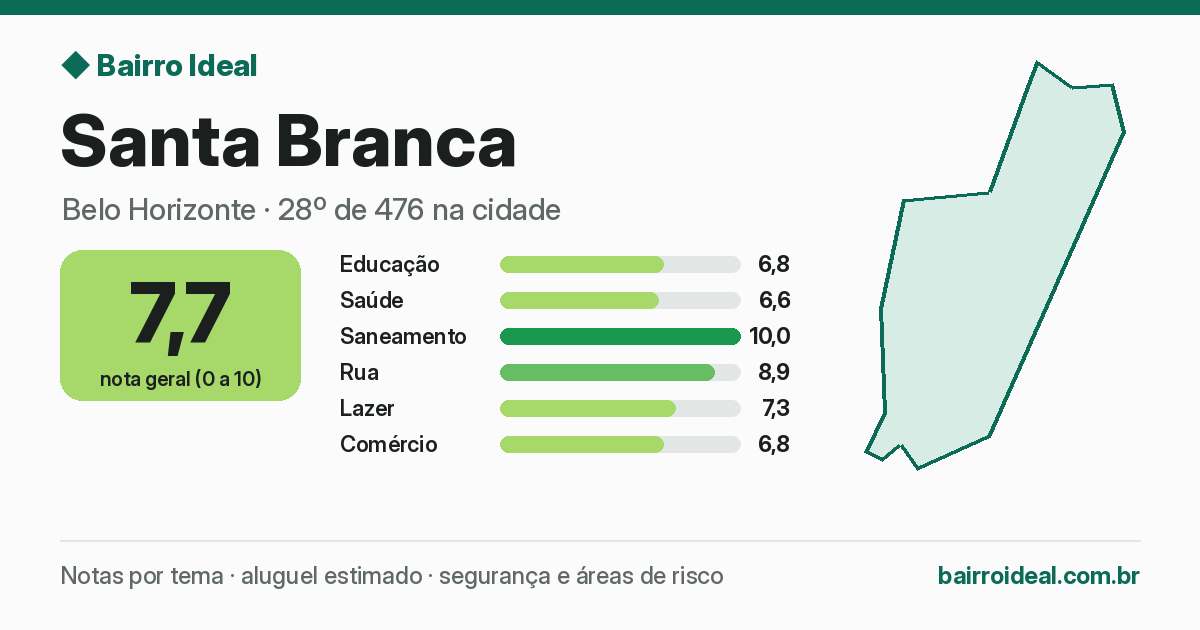 Bairro Ideal
Santa Branca
Belo Horizonte · 28º de 476 na cidade
7,7
nota geral (0 a 10)
Educação 6,8
Saúde 6,6
Saneamento 10,0
Rua 8,9
Lazer 7,3
Comércio 6,8
Notas por tema · aluguel estimado · segurança e áreas de risco
bairroideal.com.br